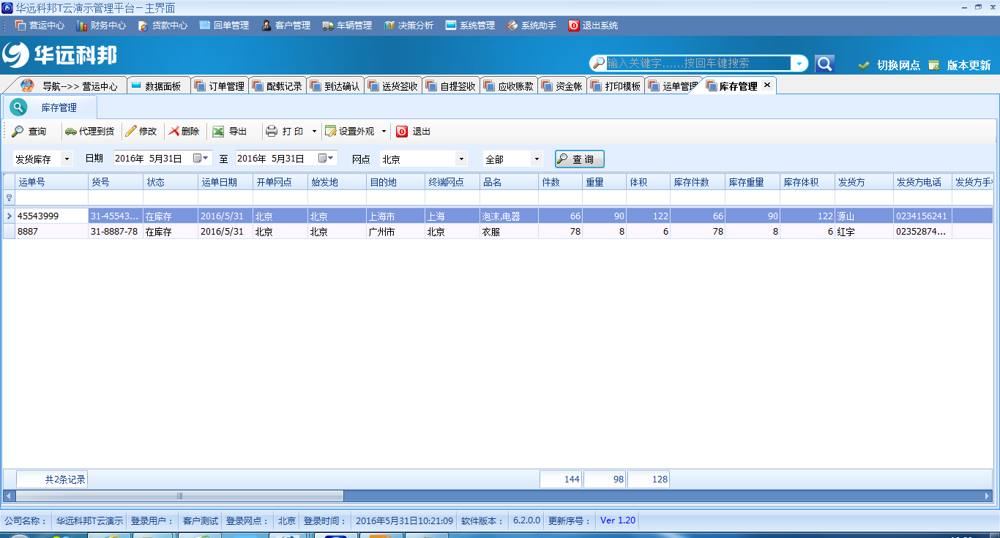 华远科邦T云演示管理平台－主界面
营运中心 财务中心 货款中心 回单管理 客户管理 车辆管理 决策分析 系统管理 系统助手 退出系统
华远科邦
输入关键字……按回车键搜索
切换网点 版本更新
导航-->> 营运中心 数据面板 订单管理 配载记录 到达确认 送货签收 自提签收 应收账款 资金帐 打印模板 运单管理 库存管理
库存管理
查询 代理到货 修改 删除 导出 打 印 设置外观 退出
发货库存 日期 2016年 5月31日 至 2016年 5月31日 网点 北京 全部 查 询
运单号 货号 状态 运单日期 开单网点 始发地 目的地 终端网点 品名 件数 重量 体积 库存件数 库存重量 库存体积 发货方 发货方电话 发货方手
45543999 31-45543... 在库存 2016/5/31 北京 北京 上海市 上海 泡沫,电器 66 90 122 66 90 122 源山 0234156241
8887 31-8887-78 在库存 2016/5/31 北京 北京 广州市 北京 衣服 78 8 6 78 8 6 红宇 02352874...
共2条记录 144 98 128
公司名称： 华远科邦T云演示 登录用户： 客户测试 登录网点： 北京 登录时间： 2016年5月31日10:21:09 软件版本： 6.2.0.0 更新序号： Ver 1.20